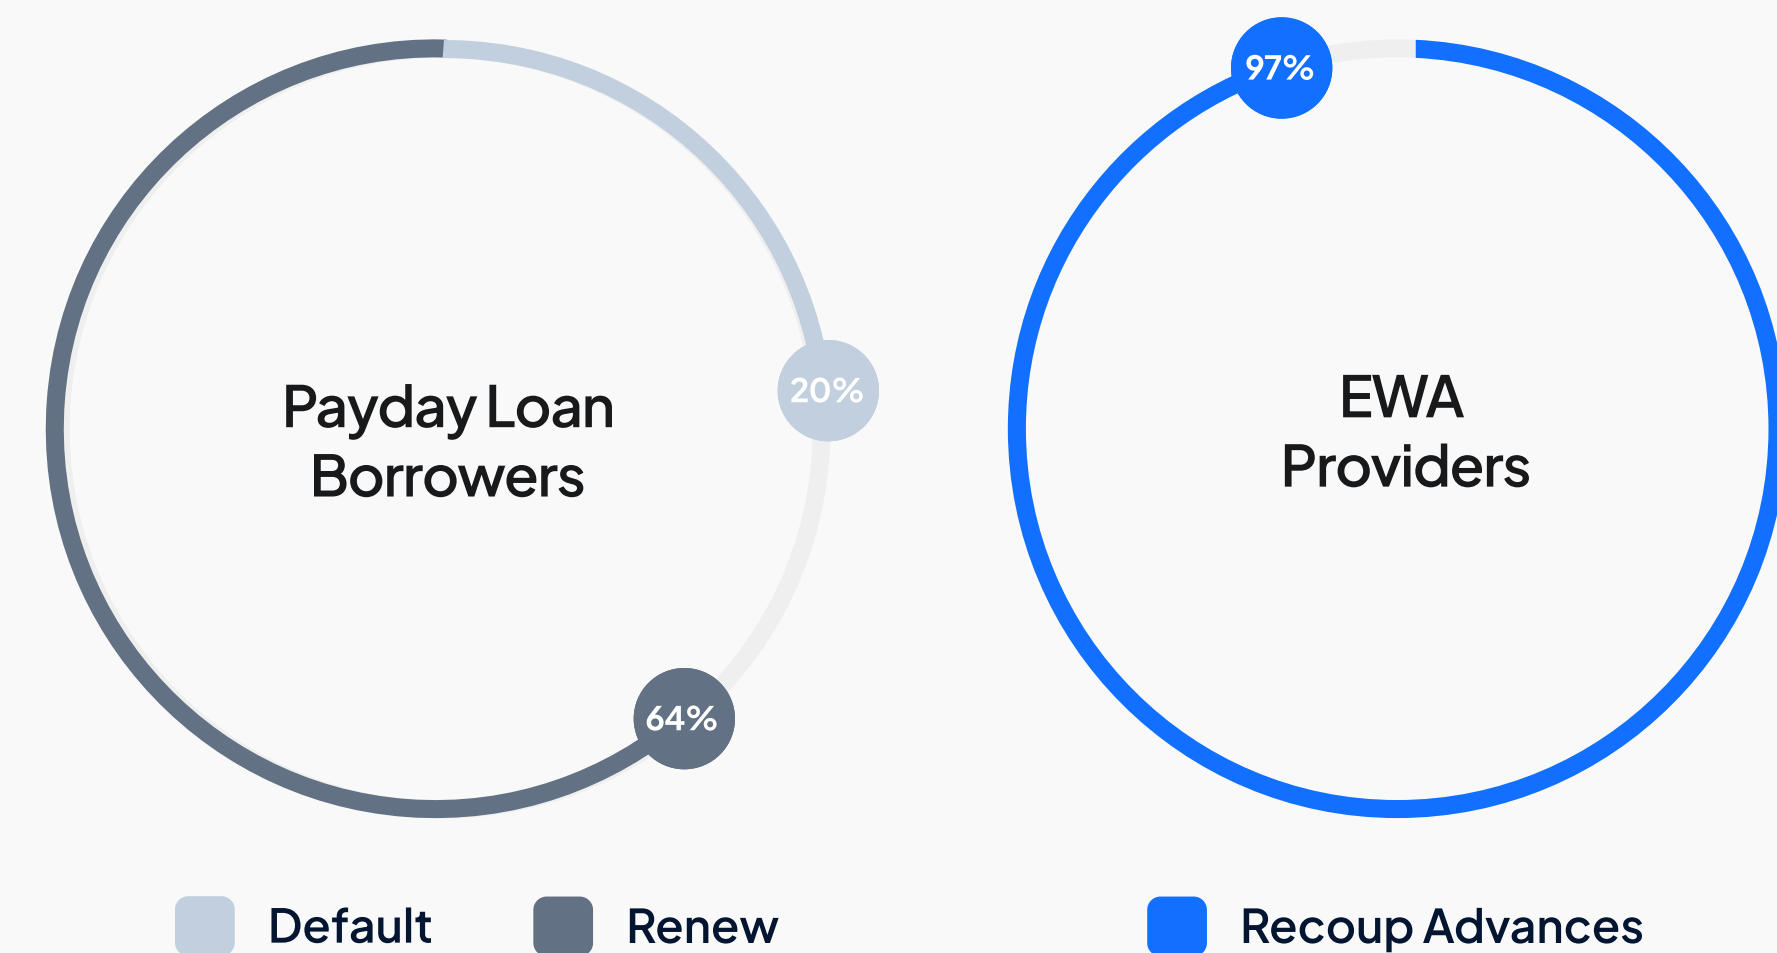 97%
20%
Payday Loan
Borrowers
EWA
Providers
64%
Default
Renew
Recoup Advances